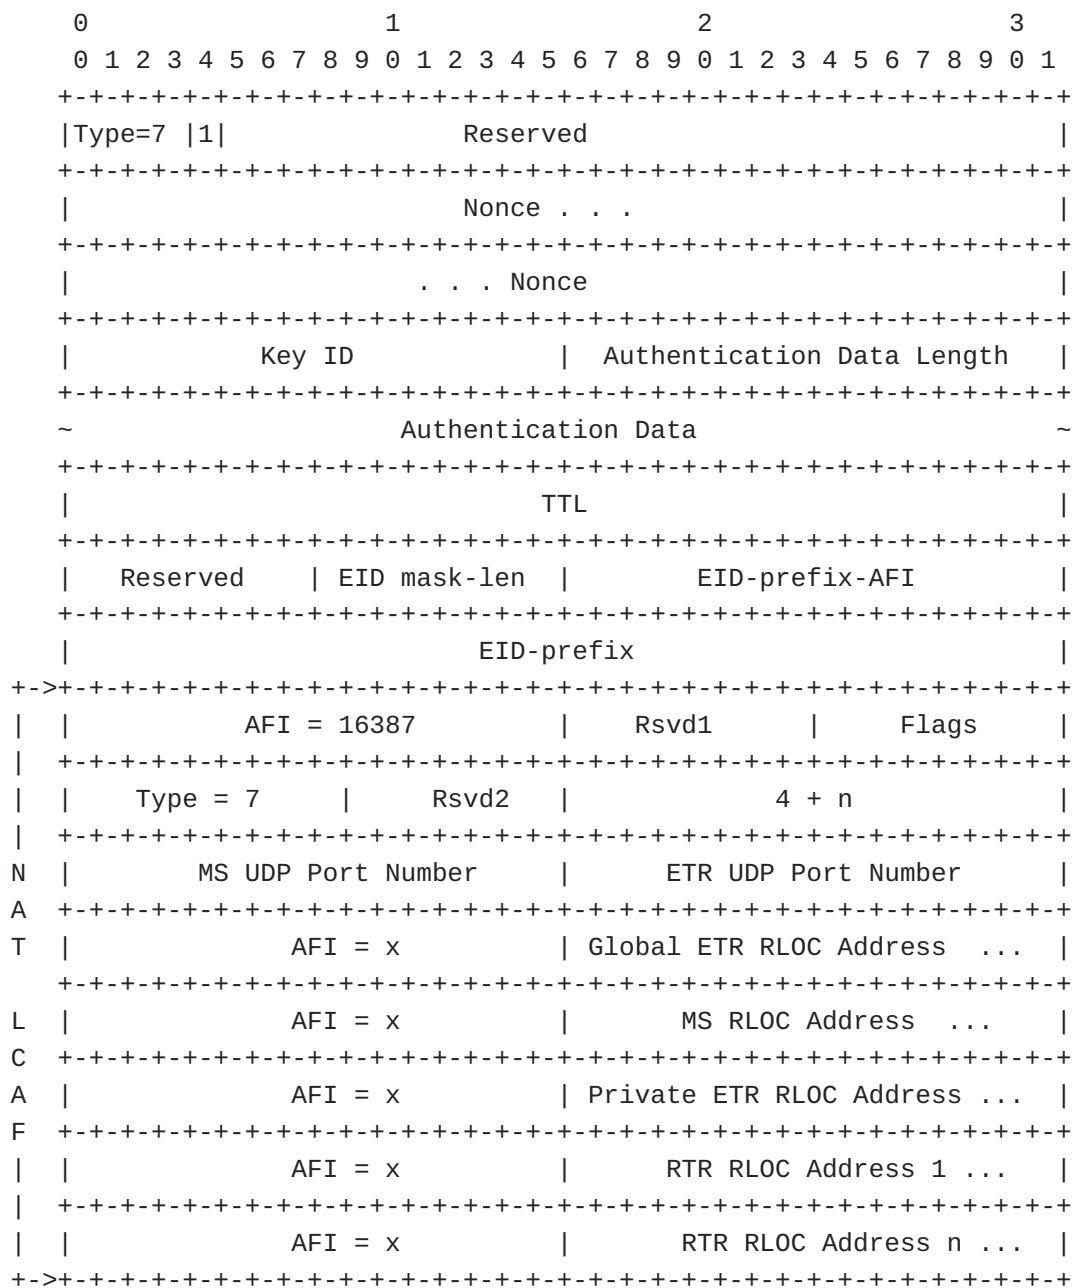 0                   1                   2                   3
     0 1 2 3 4 5 6 7 8 9 0 1 2 3 4 5 6 7 8 9 0 1 2 3 4 5 6 7 8 9 0 1
    +-+-+-+-+-+-+-+-+-+-+-+-+-+-+-+-+-+-+-+-+-+-+-+-+-+-+-+-+-+-+-+-+
    |Type=7 |1|               Reserved                              |
    +-+-+-+-+-+-+-+-+-+-+-+-+-+-+-+-+-+-+-+-+-+-+-+-+-+-+-+-+-+-+-+-+
    |                         Nonce . . .                           |
    +-+-+-+-+-+-+-+-+-+-+-+-+-+-+-+-+-+-+-+-+-+-+-+-+-+-+-+-+-+-+-+-+
    |                      . . . Nonce                              |
    +-+-+-+-+-+-+-+-+-+-+-+-+-+-+-+-+-+-+-+-+-+-+-+-+-+-+-+-+-+-+-+-+
    |            Key ID             |  Authentication Data Length   |
    +-+-+-+-+-+-+-+-+-+-+-+-+-+-+-+-+-+-+-+-+-+-+-+-+-+-+-+-+-+-+-+-+
    ~                     Authentication Data                       ~
    +-+-+-+-+-+-+-+-+-+-+-+-+-+-+-+-+-+-+-+-+-+-+-+-+-+-+-+-+-+-+-+-+
    |                              TTL                              |
    +-+-+-+-+-+-+-+-+-+-+-+-+-+-+-+-+-+-+-+-+-+-+-+-+-+-+-+-+-+-+-+-+
    |   Reserved    | EID mask-len  |        EID-prefix-AFI         |
    +-+-+-+-+-+-+-+-+-+-+-+-+-+-+-+-+-+-+-+-+-+-+-+-+-+-+-+-+-+-+-+-+
    |                          EID-prefix                           |
 +->+-+-+-+-+-+-+-+-+-+-+-+-+-+-+-+-+-+-+-+-+-+-+-+-+-+-+-+-+-+-+-+-+
 |  |           AFI = 16387         |    Rsvd1      |     Flags     |
 |  +-+-+-+-+-+-+-+-+-+-+-+-+-+-+-+-+-+-+-+-+-+-+-+-+-+-+-+-+-+-+-+-+
 |  |    Type = 7     |     Rsvd2   |             4 + n             |
 |  +-+-+-+-+-+-+-+-+-+-+-+-+-+-+-+-+-+-+-+-+-+-+-+-+-+-+-+-+-+-+-+-+
 N  |        MS UDP Port Number     |      ETR UDP Port Number      |
 A  +-+-+-+-+-+-+-+-+-+-+-+-+-+-+-+-+-+-+-+-+-+-+-+-+-+-+-+-+-+-+-+-+
 T  |              AFI = x          | Global ETR RLOC Address  ...  |
    +-+-+-+-+-+-+-+-+-+-+-+-+-+-+-+-+-+-+-+-+-+-+-+-+-+-+-+-+-+-+-+-+
 L  |              AFI = x          |       MS RLOC Address  ...    |
 C  +-+-+-+-+-+-+-+-+-+-+-+-+-+-+-+-+-+-+-+-+-+-+-+-+-+-+-+-+-+-+-+-+
 A  |              AFI = x          | Private ETR RLOC Address ...  |
 F  +-+-+-+-+-+-+-+-+-+-+-+-+-+-+-+-+-+-+-+-+-+-+-+-+-+-+-+-+-+-+-+-+
 |  |              AFI = x          |      RTR RLOC Address 1 ...   |
 |  +-+-+-+-+-+-+-+-+-+-+-+-+-+-+-+-+-+-+-+-+-+-+-+-+-+-+-+-+-+-+-+-+
 |  |              AFI = x          |       RTR RLOC Address n ...  |
 +->+-+-+-+-+-+-+-+-+-+-+-+-+-+-+-+-+-+-+-+-+-+-+-+-+-+-+-+-+-+-+-+-+